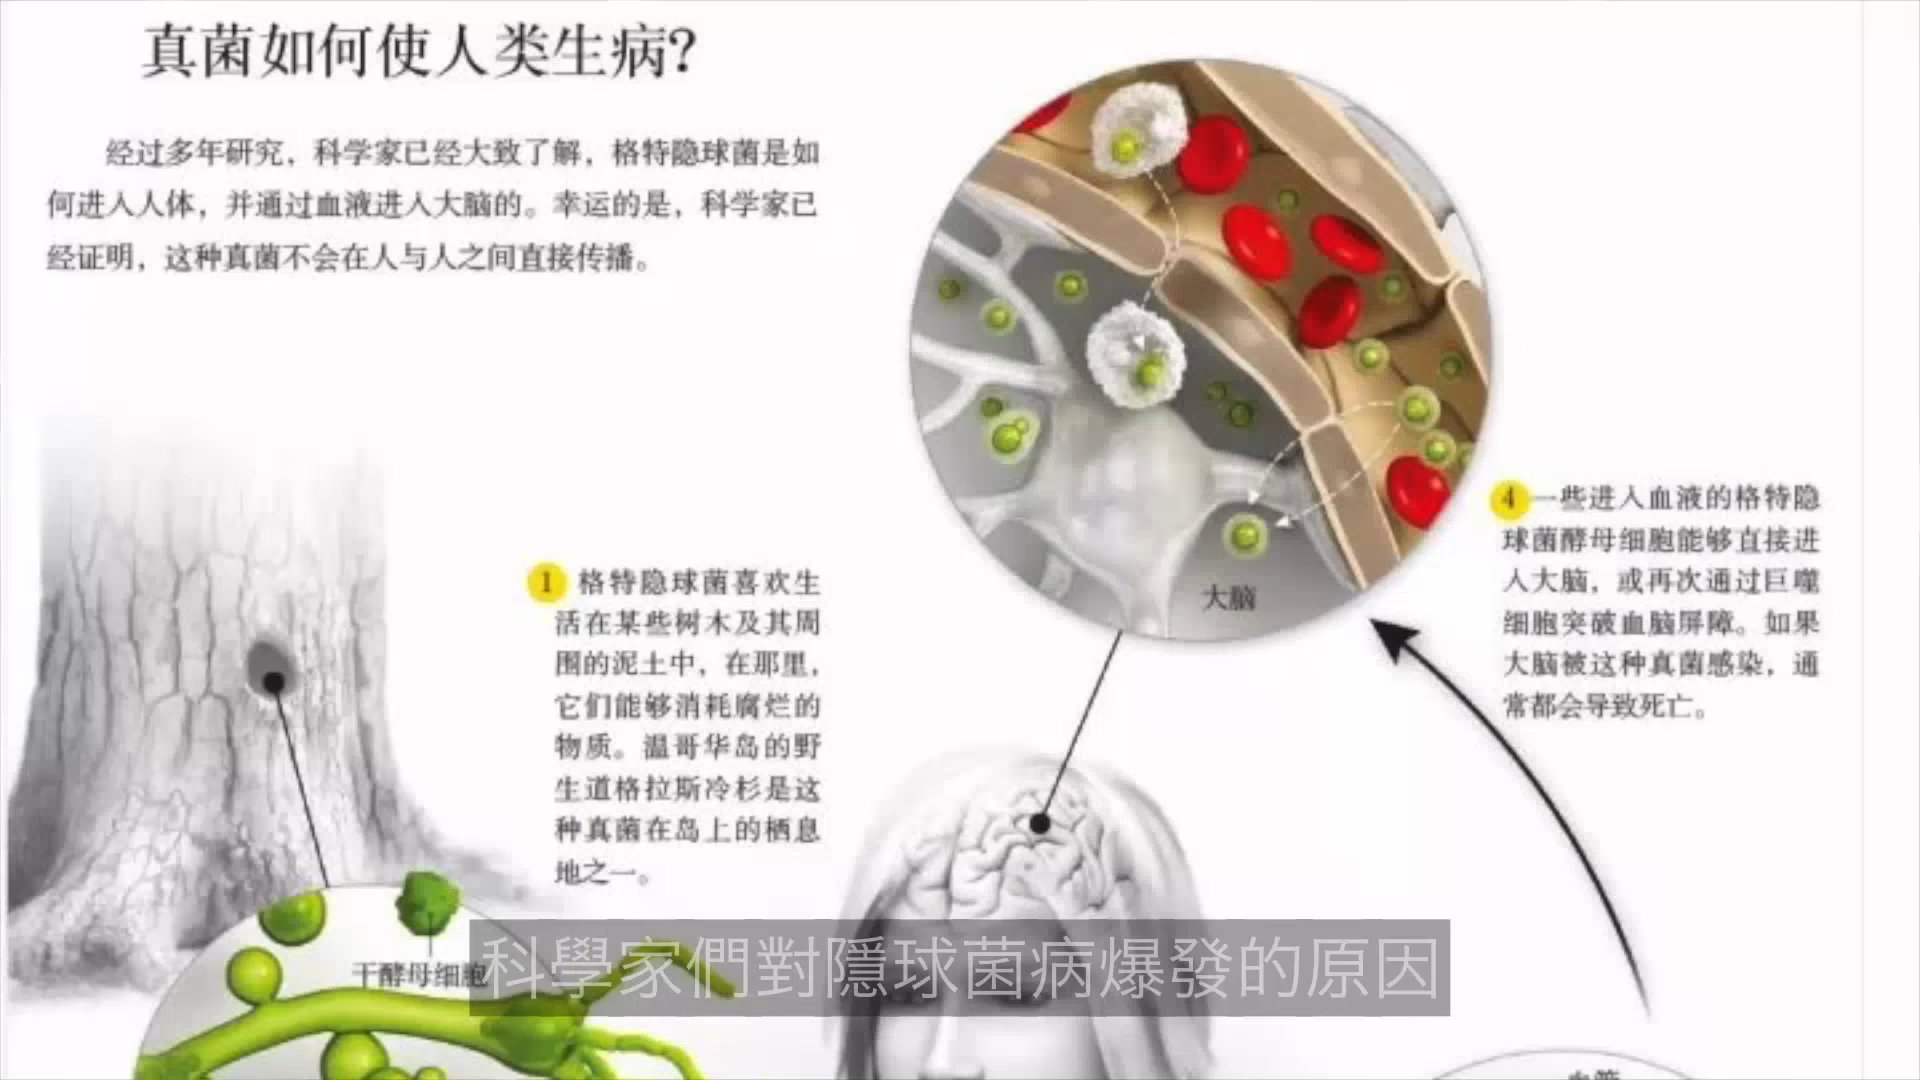 真菌如何使人类生病?
经过多年研究，科学家已经大致了解，格特隐球菌是如
何进入人体，并通过血液进入大脑的。幸运的是，科学家已
经证明，这种真菌不会在人与人之间直接传播。
1 格特隐球菌喜欢生
活在某些树木及其周
围的泥土中，在那里，
它们能够消耗腐烂的
物质。温哥华岛的野
生道格拉斯冷杉是这
种真菌在岛上的栖息
地之一。
大脑
4 一些进入血液的格特隐
球菌酵母细胞能够直接进
入大脑，或再次通过巨噬
细胞突破血脑屏障。如果
大脑被这种真菌感染，通
常都会导致死亡。
干酵母细胞
科學家們對隱球菌病爆發的原因